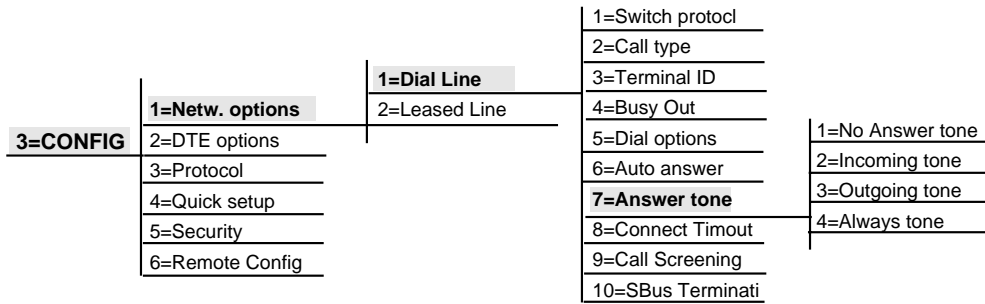 3=CONFIG
1=Netw. options
2=DTE options
3=Protocol
4=Quick setup
5=Security
6=Remote Config
1=Dial Line
2=Leased Line
1=Switch protocl
2=Call type
3=Terminal ID
4=Busy Out
5=Dial options
6=Auto answer
7=Answer tone
8=Connect Timout
9=Call Screening
10=SBus Terminati
1=No Answer tone
2=Incoming tone
3=Outgoing tone
4=Always tone